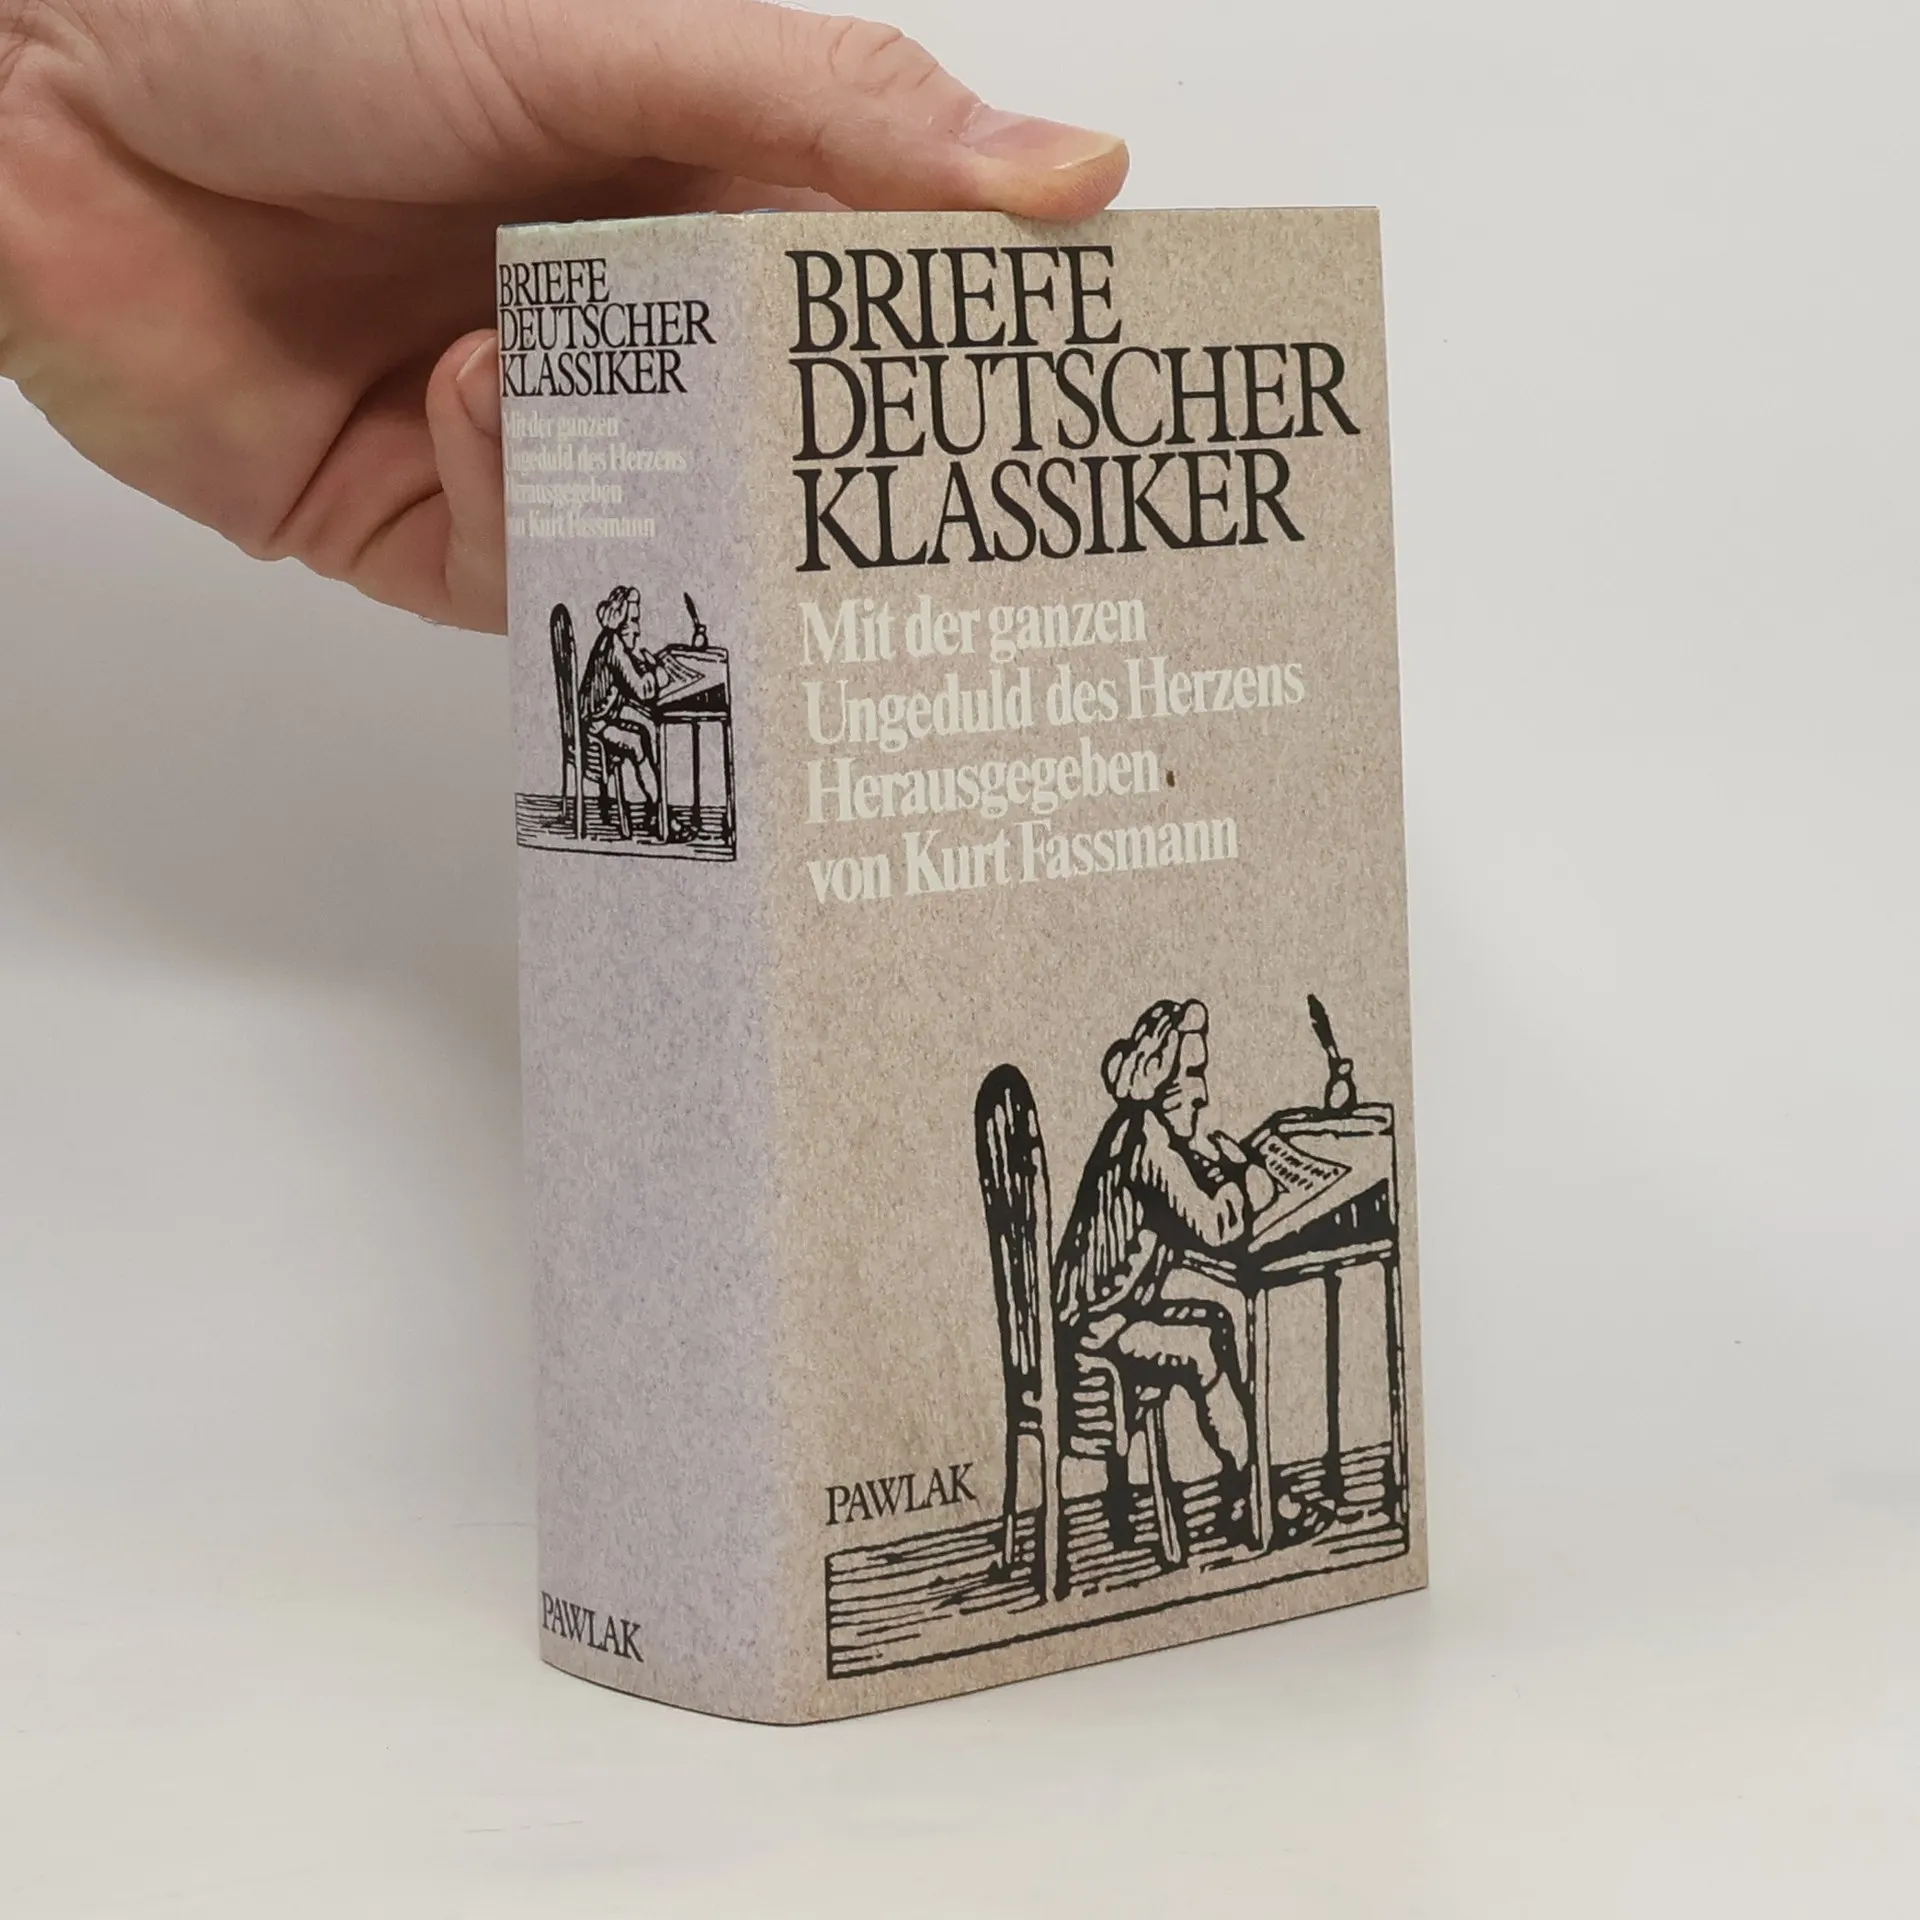 BRIEFE
DEUTSCHER
KLASSIKER
Mit der ganzen
Ungeduld des Herzens
Herausgegeben
von Kurt Fassmann
PAWLAK
BRIEFE
DEUTSCHER
KLASSIKER
Mit der ganzen
Ungeduld des Herzens
Herausgegeben
von Kurt Fassmann
PAWLAK